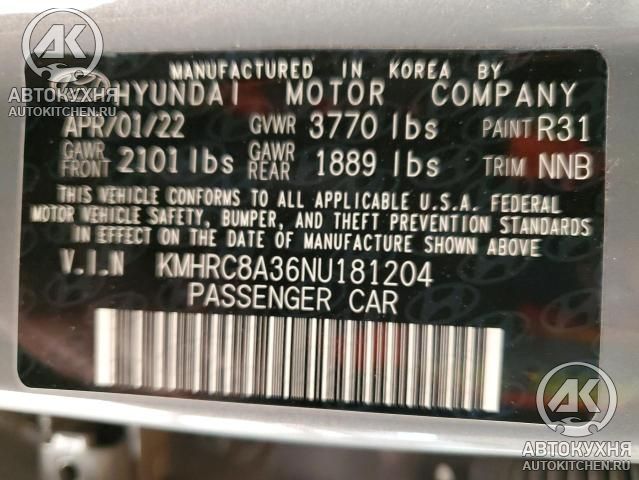 АВТОКУХНЯ
AUTOKITCHEN.RU
АВТОКУХНЯ
AUTOKITCHEN.RU
MANUFACTURED IN KOREA BY
HYUNDAI MOTOR COMPANY
APR/01/22 GVWR 3770 lbs PAINT R31
GAWR FRONT 2101 lbs GAWR REAR 1889 lbs TRIM NNB
THIS VEHICLE CONFORMS TO ALL APPLICABLE U.S.A. FEDERAL
MOTOR VEHICLE SAFETY, BUMPER, AND THEFT PREVENTION STANDARDS
IN EFFECT ON THE DATE OF MANUFACTURE SHOWN ABOVE
V.I.N KMHRC8A36NU181204
PASSENGER CAR
АВТОКУХНЯ
AUTOKITCHEN.RU